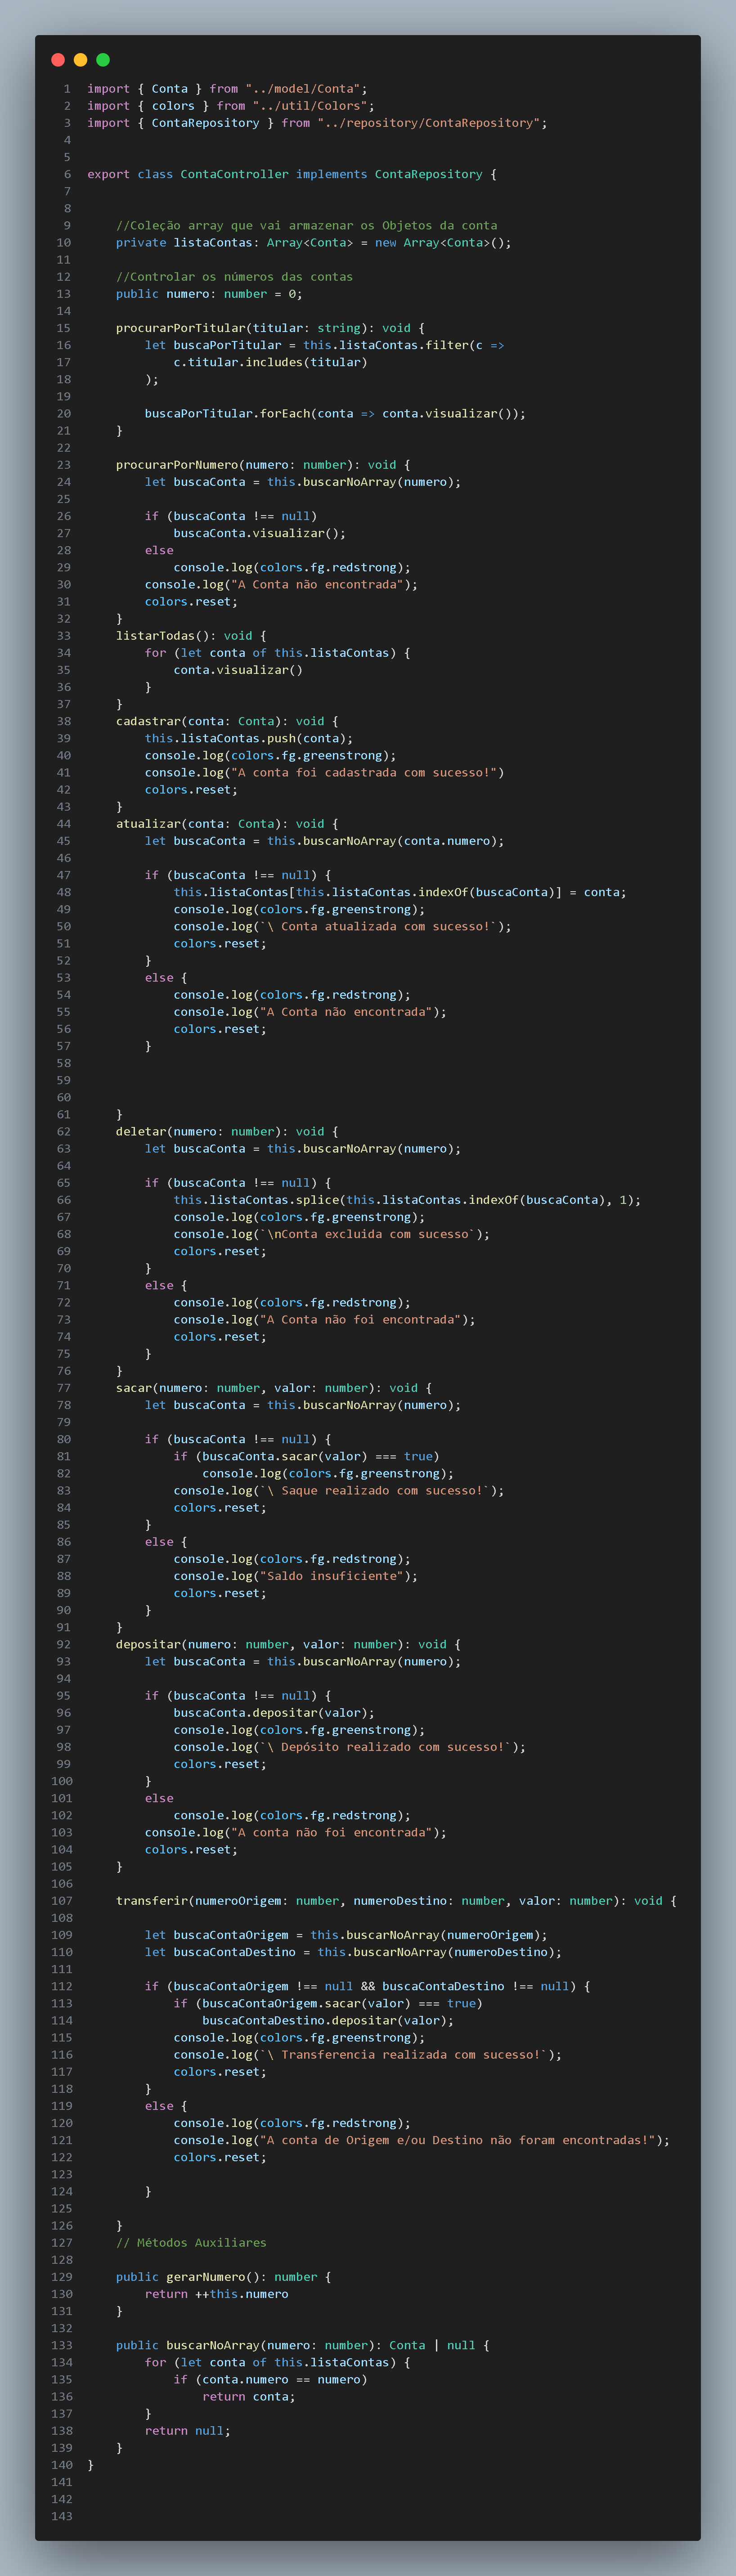 1 import { Conta } from "../model/Conta";
2 import { colors } from "../util/Colors";
3 import { ContaRepository } from "../repository/ContaRepository";
4
5
6 export class ContaController implements ContaRepository {
7
8
9 //Coleção array que vai armazenar os Objetos da conta
10 private listaContas: Array<Conta> = new Array<Conta>();
11
12 //Controlar os números das contas
13 public numero: number = 0;
14
15 procurarPorTitular(titular: string): void {
16 let buscaPorTitular = this.listaContas.filter(c =>
17 c.titular.includes(titular)
18 );
19
20 buscaPorTitular.forEach(conta => conta.visualizar());
21 }
22
23 procurarPorNumero(numero: number): void {
24 let buscaConta = this.buscarNoArray(numero);
25
26 if (buscaConta !== null)
27 buscaConta.visualizar();
28 else
29 console.log(colors.fg.redstrong);
30 console.log("A Conta não encontrada");
31 colors.reset;
32 }
33 listarTodas(): void {
34 for (let conta of this.listaContas) {
35 conta.visualizar()
36 }
37 }
38 cadastrar(conta: Conta): void {
39 this.listaContas.push(conta);
40 console.log(colors.fg.greenstrong);
41 console.log("A conta foi cadastrada com sucesso!")
42 colors.reset;
43 }
44 atualizar(conta: Conta): void {
45 let buscaConta = this.buscarNoArray(conta.numero);
46
47 if (buscaConta !== null) {
48 this.listaContas[this.listaContas.indexOf(buscaConta)] = conta;
49 console.log(colors.fg.greenstrong);
50 console.log(`\ Conta atualizada com sucesso!`);
51 colors.reset;
52 }
53 else {
54 console.log(colors.fg.redstrong);
55 console.log("A Conta não encontrada");
56 colors.reset;
57 }
58
59
60
61 }
62 deletar(numero: number): void {
63 let buscaConta = this.buscarNoArray(numero);
64
65 if (buscaConta !== null) {
66 this.listaContas.splice(this.listaContas.indexOf(buscaConta), 1);
67 console.log(colors.fg.greenstrong);
68 console.log(`\nConta excluida com sucesso`);
69 colors.reset;
70 }
71 else {
72 console.log(colors.fg.redstrong);
73 console.log("A Conta não foi encontrada");
74 colors.reset;
75 }
76 }
77 sacar(numero: number, valor: number): void {
78 let buscaConta = this.buscarNoArray(numero);
79
80 if (buscaConta !== null) {
81 if (buscaConta.sacar(valor) === true)
82 console.log(colors.fg.greenstrong);
83 console.log(`\ Saque realizado com sucesso!`);
84 colors.reset;
85 }
86 else {
87 console.log(colors.fg.redstrong);
88 console.log("Saldo insuficiente");
89 colors.reset;
90 }
91 }
92 depositar(numero: number, valor: number): void {
93 let buscaConta = this.buscarNoArray(numero);
94
95 if (buscaConta !== null) {
96 buscaConta.depositar(valor);
97 console.log(colors.fg.greenstrong);
98 console.log(`\ Depósito realizado com sucesso!`);
99 colors.reset;
100 }
101 else
102 console.log(colors.fg.redstrong);
103 console.log("A conta não foi encontrada");
104 colors.reset;
105 }
106
107 transferir(numeroOrigem: number, numeroDestino: number, valor: number): void {
108
109 let buscaContaOrigem = this.buscarNoArray(numeroOrigem);
110 let buscaContaDestino = this.buscarNoArray(numeroDestino);
111
112 if (buscaContaOrigem !== null && buscaContaDestino !== null) {
113 if (buscaContaOrigem.sacar(valor) === true)
114 buscaContaDestino.depositar(valor);
115 console.log(colors.fg.greenstrong);
116 console.log(`\ Transferencia realizada com sucesso!`);
117 colors.reset;
118 }
119 else {
120 console.log(colors.fg.redstrong);
121 console.log("A conta de Origem e/ou Destino não foram encontradas!");
122 colors.reset;
123
124 }
125
126 }
127 // Métodos Auxiliares
128
129 public gerarNumero(): number {
130 return ++this.numero
131 }
132
133 public buscarNoArray(numero: number): Conta | null {
134 for (let conta of this.listaContas) {
135 if (conta.numero == numero)
136 return conta;
137 }
138 return null;
139 }
140 }
141
142
143